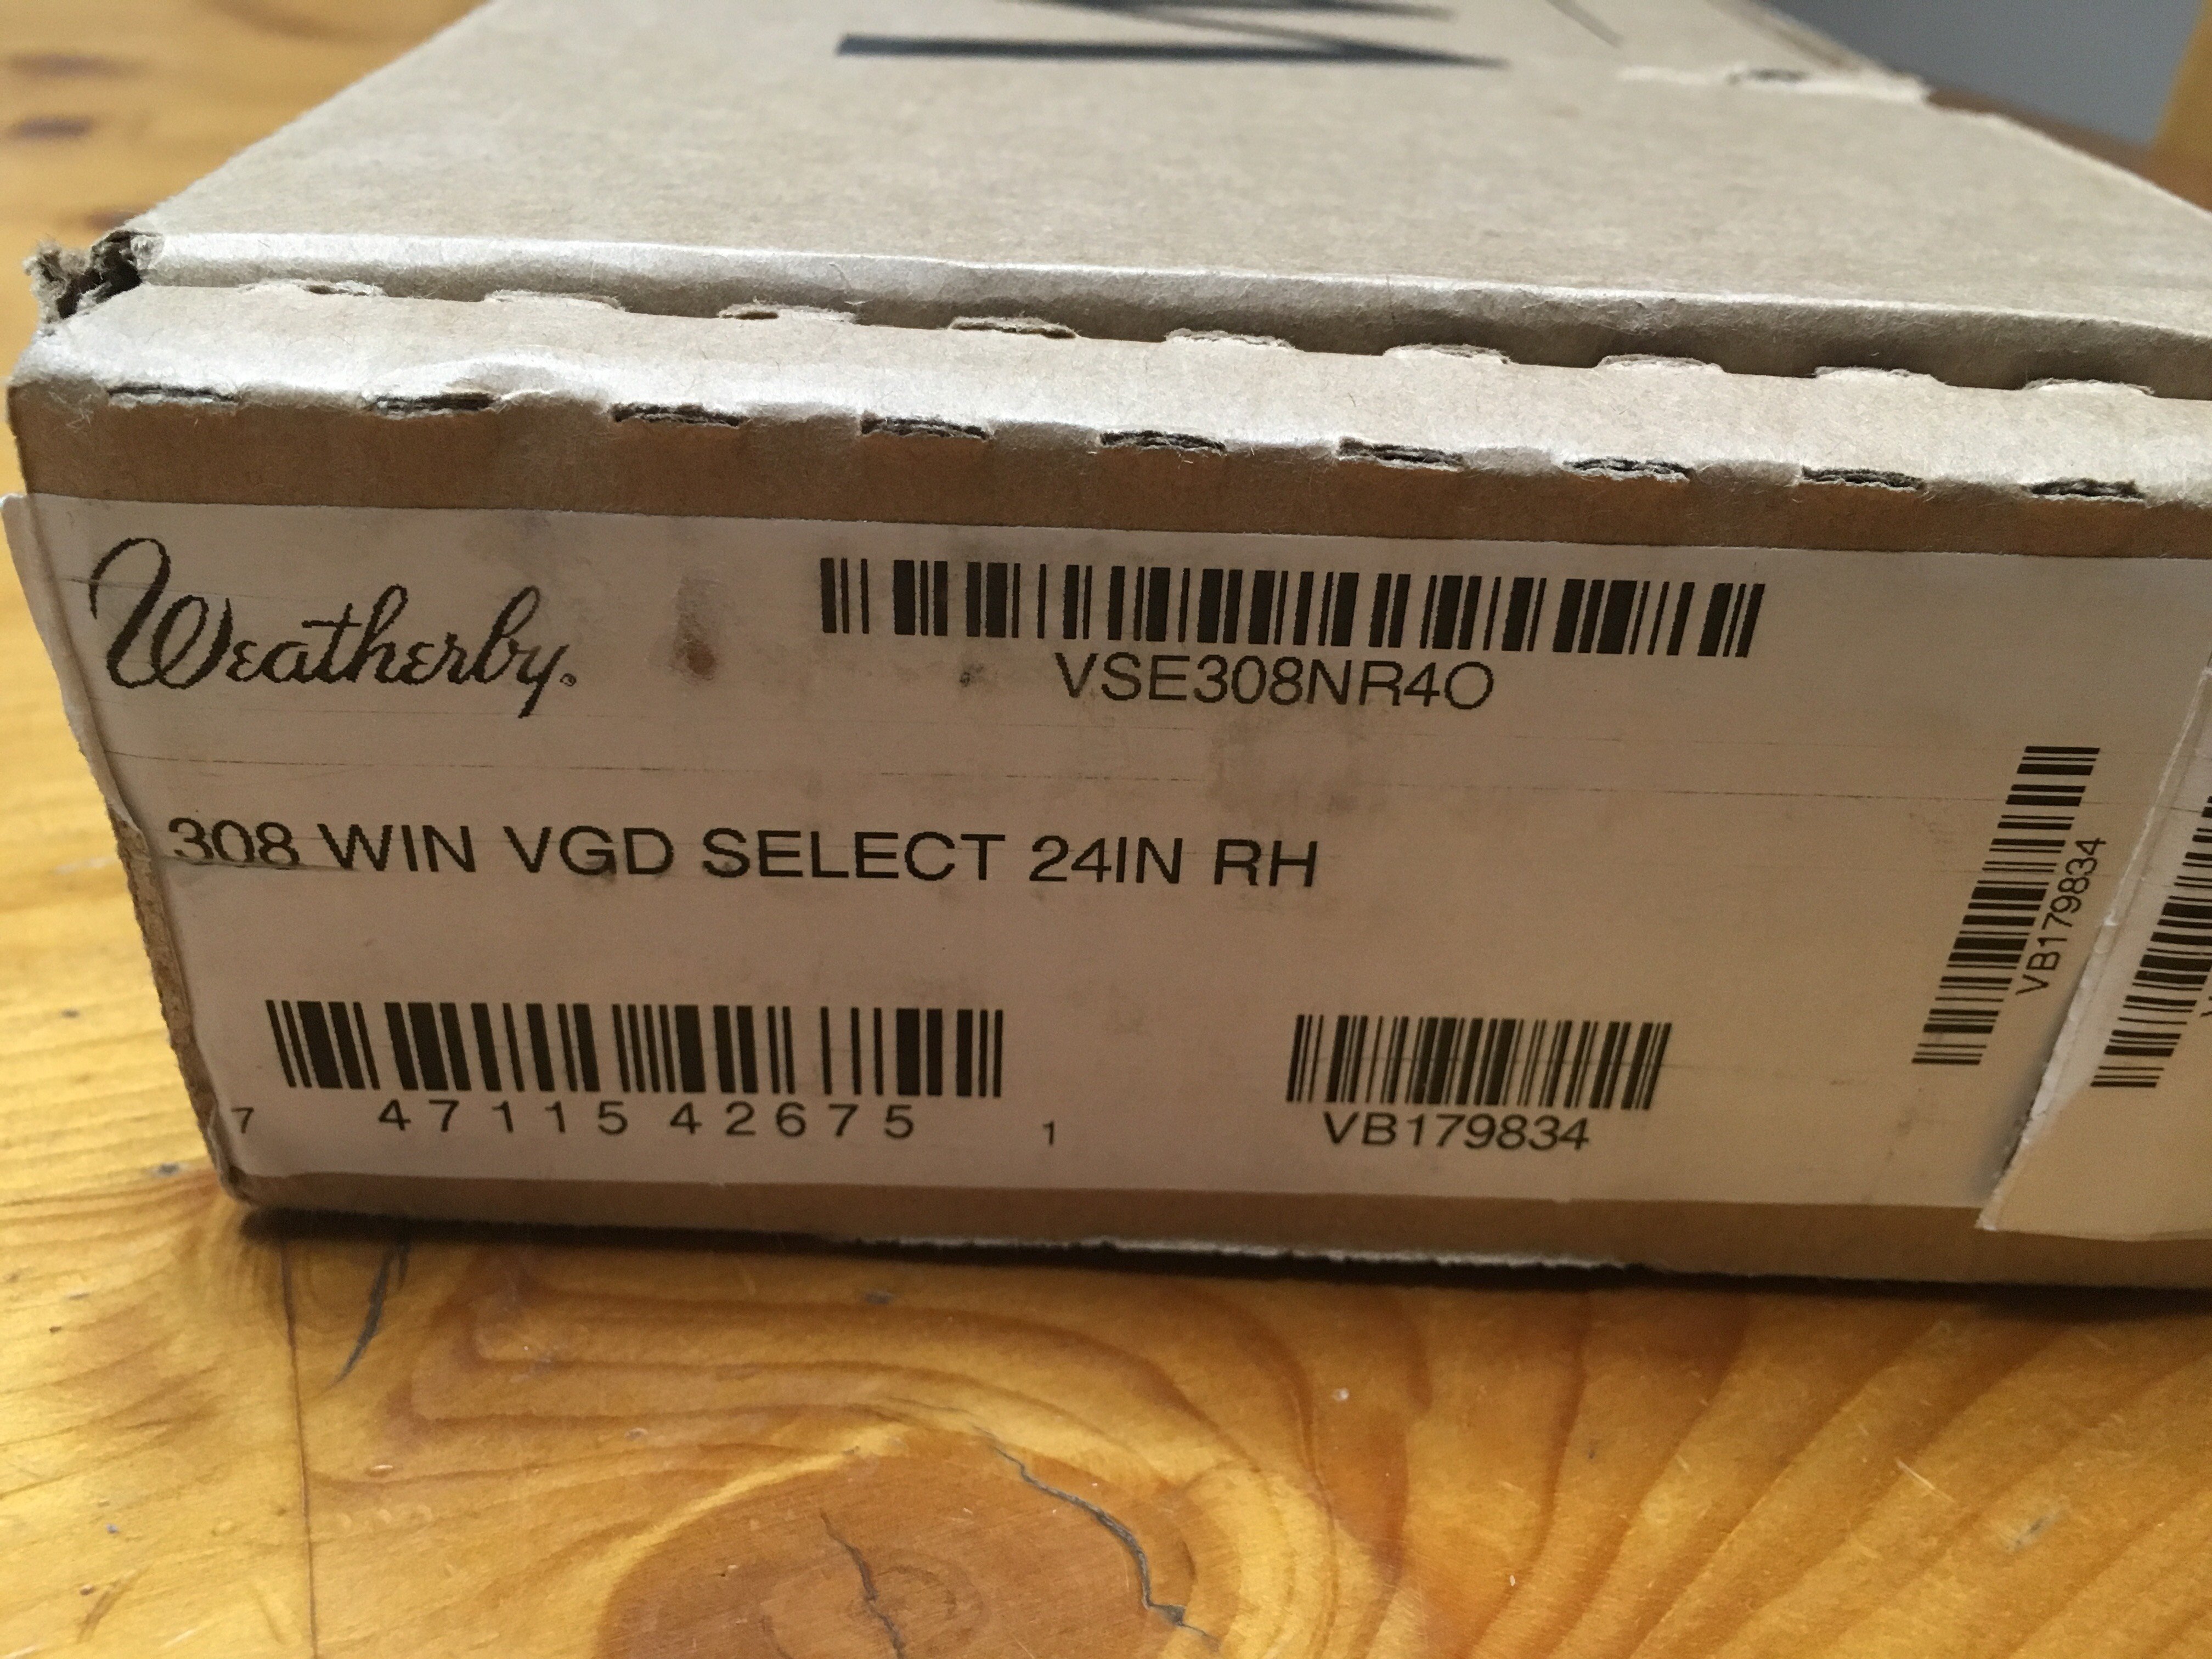 Weatherby®
VSE308NR4O
308 WIN VGD SELECT 24IN RH
7 47115 42675 1
VB179834
VB179834